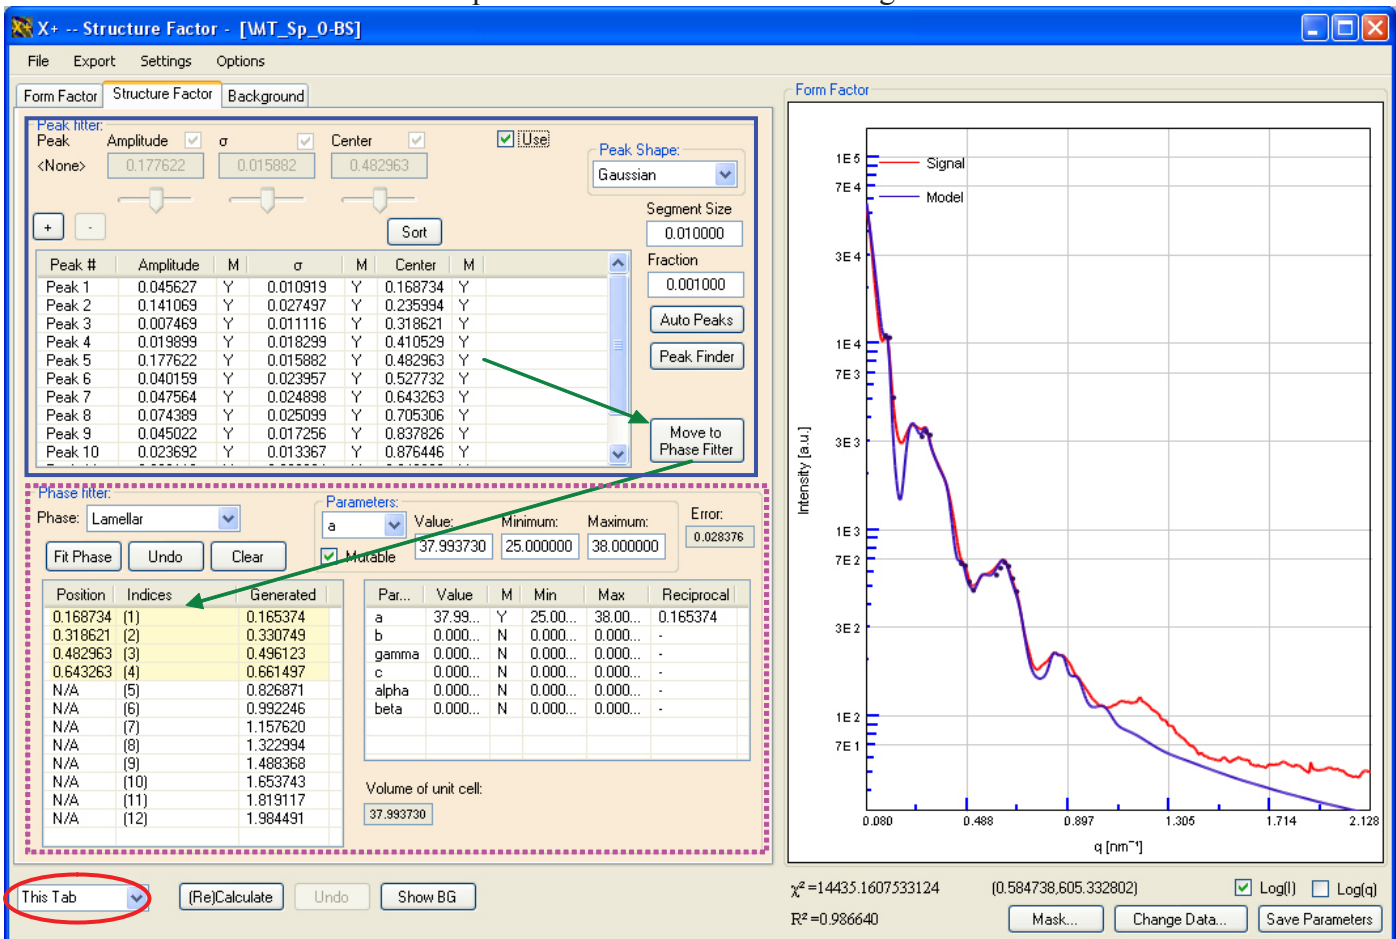 X+ -- Structure Factor - [\MT_Sp_0-BS]
File Export Settings Options
Form Factor Structure Factor Background
Peak fitter:
Peak Amplitude σ Center Use
<None> 0.177622 0.015882 0.482963
Peak Shape:
Gaussian
+ -
Sort
Segment Size
0.010000
Fraction
0.001000
Auto Peaks
Peak Finder
Move to
Phase Fitter
Peak # Amplitude M σ M Center M
Peak 1 0.045627 Y 0.010919 Y 0.168734 Y
Peak 2 0.141069 Y 0.027497 Y 0.235994 Y
Peak 3 0.007469 Y 0.011116 Y 0.318621 Y
Peak 4 0.019899 Y 0.018299 Y 0.410529 Y
Peak 5 0.177622 Y 0.015882 Y 0.482963 Y
Peak 6 0.040159 Y 0.023957 Y 0.527732 Y
Peak 7 0.047564 Y 0.024898 Y 0.643263 Y
Peak 8 0.074389 Y 0.025099 Y 0.705306 Y
Peak 9 0.045022 Y 0.017256 Y 0.837826 Y
Peak 10 0.023692 Y 0.013367 Y 0.876446 Y
Phase fitter:
Phase: Lamellar
Fit Phase Undo Clear
Parameters:
a
Mutable
Value: Minimum: Maximum:
37.993730 25.000000 38.000000
Error:
0.028376
Position Indices Generated
0.168734 (1) 0.165374
0.318621 (2) 0.330749
0.482963 (3) 0.496123
0.643263 (4) 0.661497
N/A (5) 0.826871
N/A (6) 0.992246
N/A (7) 1.157620
N/A (8) 1.322994
N/A (9) 1.488368
N/A (10) 1.653743
N/A (11) 1.819117
N/A (12) 1.984491
Par... Value M Min Max Reciprocal
a 37.99... Y 25.00... 38.00... 0.165374
b 0.000... N 0.000... 0.000... -
gamma 0.000... N 0.000... 0.000... -
c 0.000... N 0.000... 0.000... -
alpha 0.000... N 0.000... 0.000... -
beta 0.000... N 0.000... 0.000... -
Volume of unit cell:
37.993730
This Tab (Re)Calculate Undo Show BG
Form Factor
Signal
Model
Intensity [a.u.]
1E5
7E4
3E4
1E4
7E3
3E3
1E3
7E2
3E2
1E2
7E1
0.080 0.488 0.897 1.305 1.714 2.128
q [nm⁻¹]
χ²=14435.1607533124 (0.584738,605.332802) Log(I) Log(q)
R²=0.986640 Mask... Change Data... Save Parameters